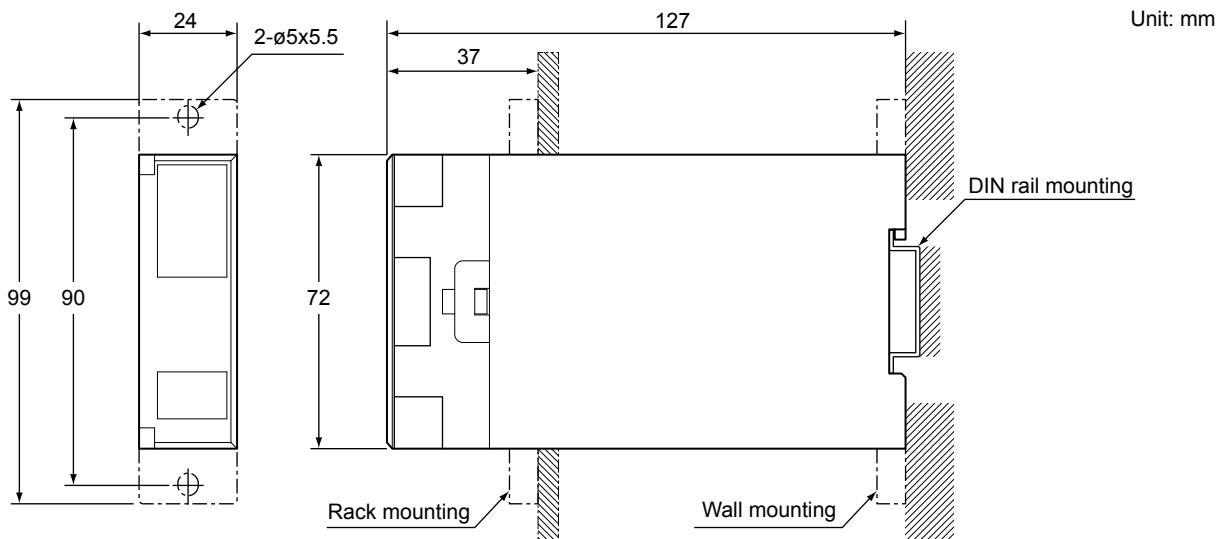 24
2-ø5x5.5
127
Unit: mm
37
DIN rail mounting
99
90
72
Rack mounting
Wall mounting